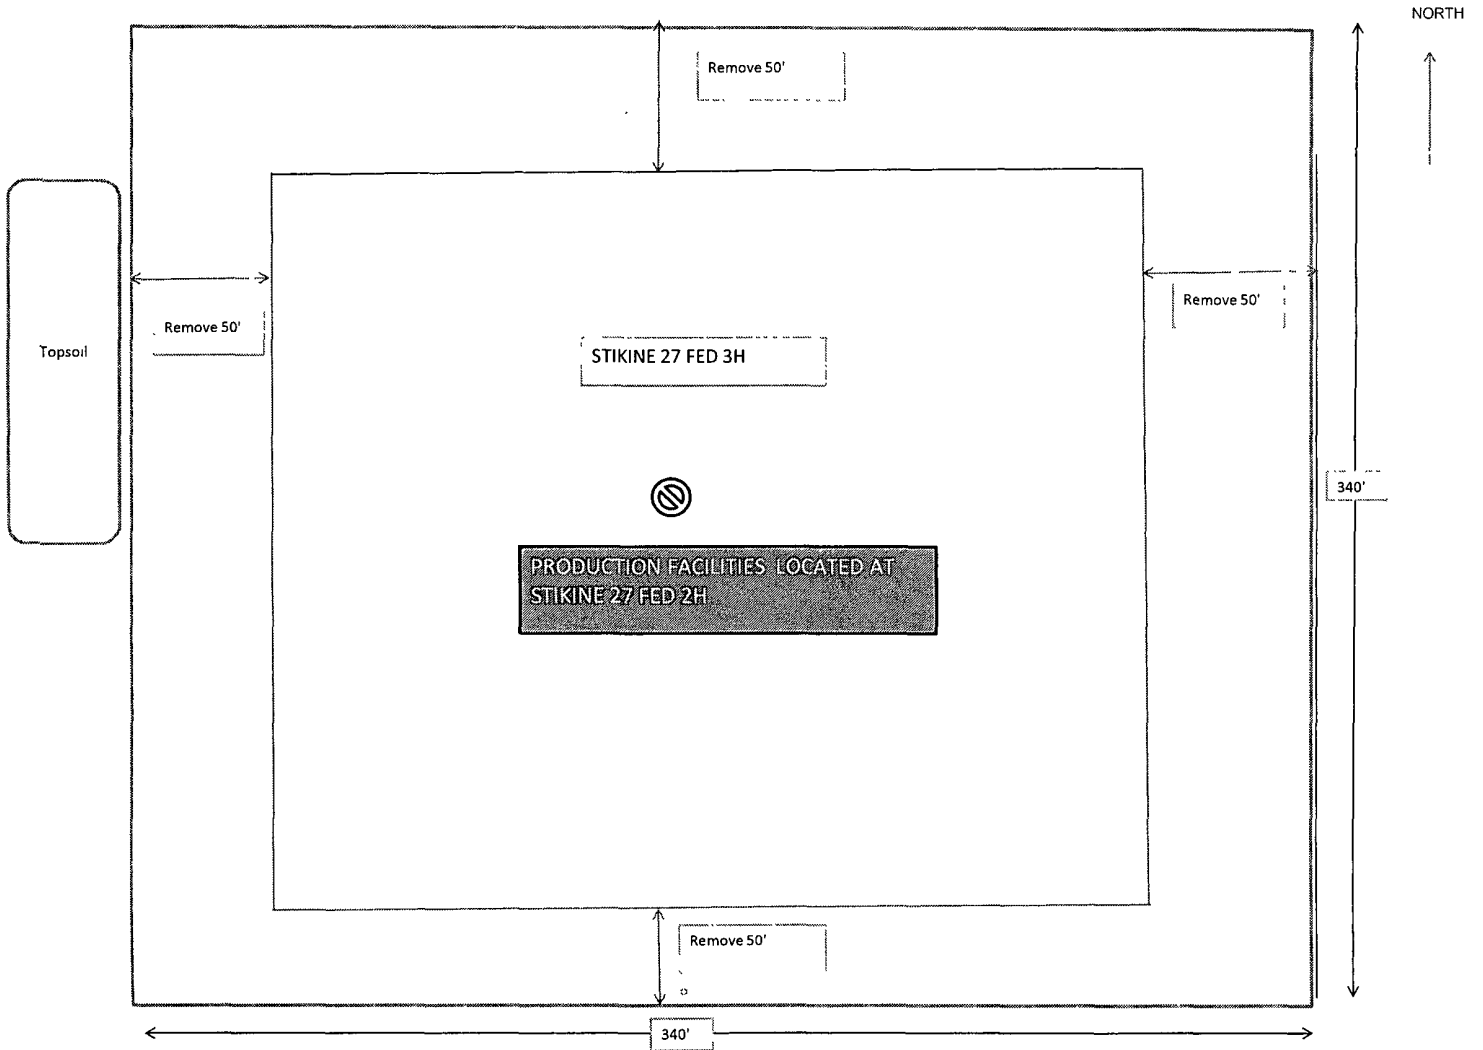 NORTH
Remove 50'
Remove 50'
Remove 50'
Topsoil
STIKINE 27 FED 3H
340'
PRODUCTION FACILITIES LOCATED AT
STIKINE 27 FED 2H
Remove 50'
340'